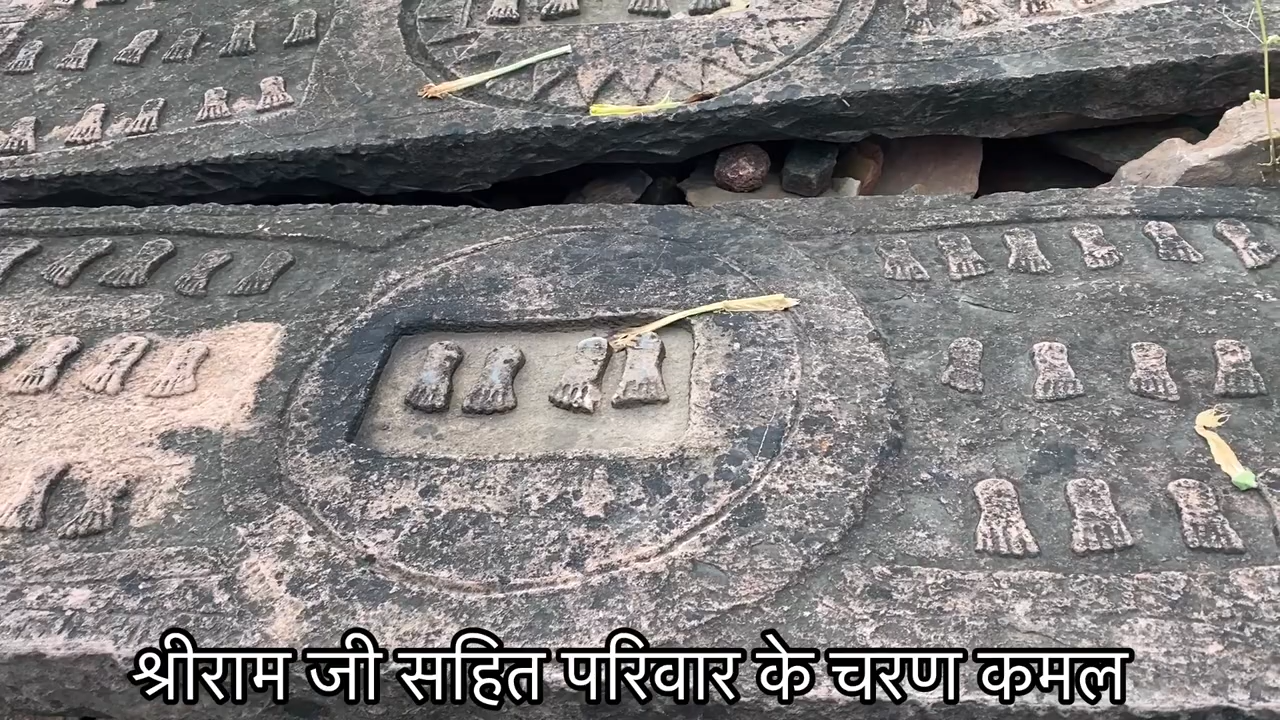 श्रीराम जी सहित परिवार के चरण कमल